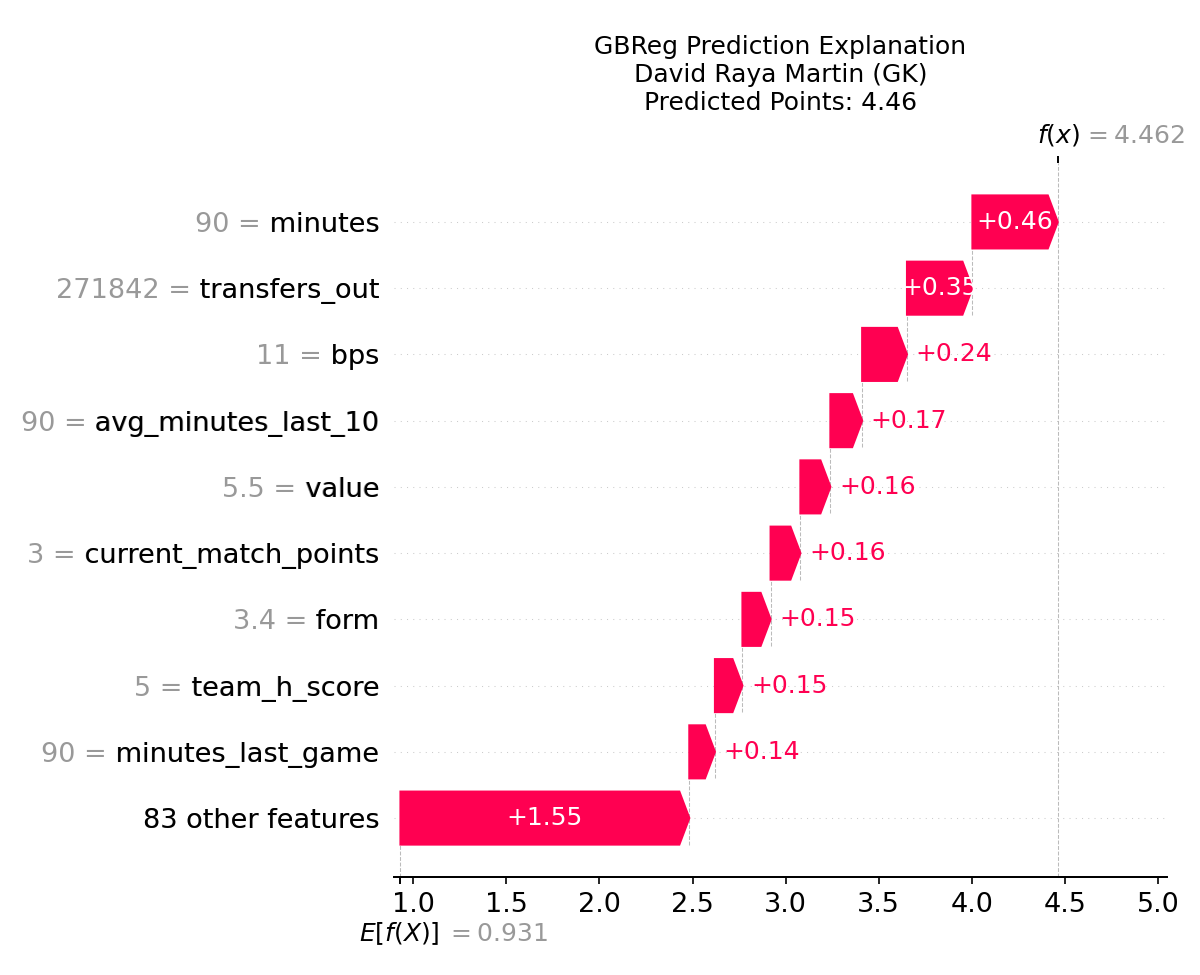 GBReg Prediction Explanation
David Raya Martin (GK)
Predicted Points: 4.46
f(x) = 4.462
90 = minutes +0.46
271842 = transfers_out +0.35
11 = bps +0.24
90 = avg_minutes_last_10 +0.17
5.5 = value +0.16
3 = current_match_points +0.16
3.4 = form +0.15
5 = team_h_score +0.15
90 = minutes_last_game +0.14
83 other features +1.55
1.0 1.5 2.0 2.5 3.0 3.5 4.0 4.5 5.0
E[f(X)] = 0.931